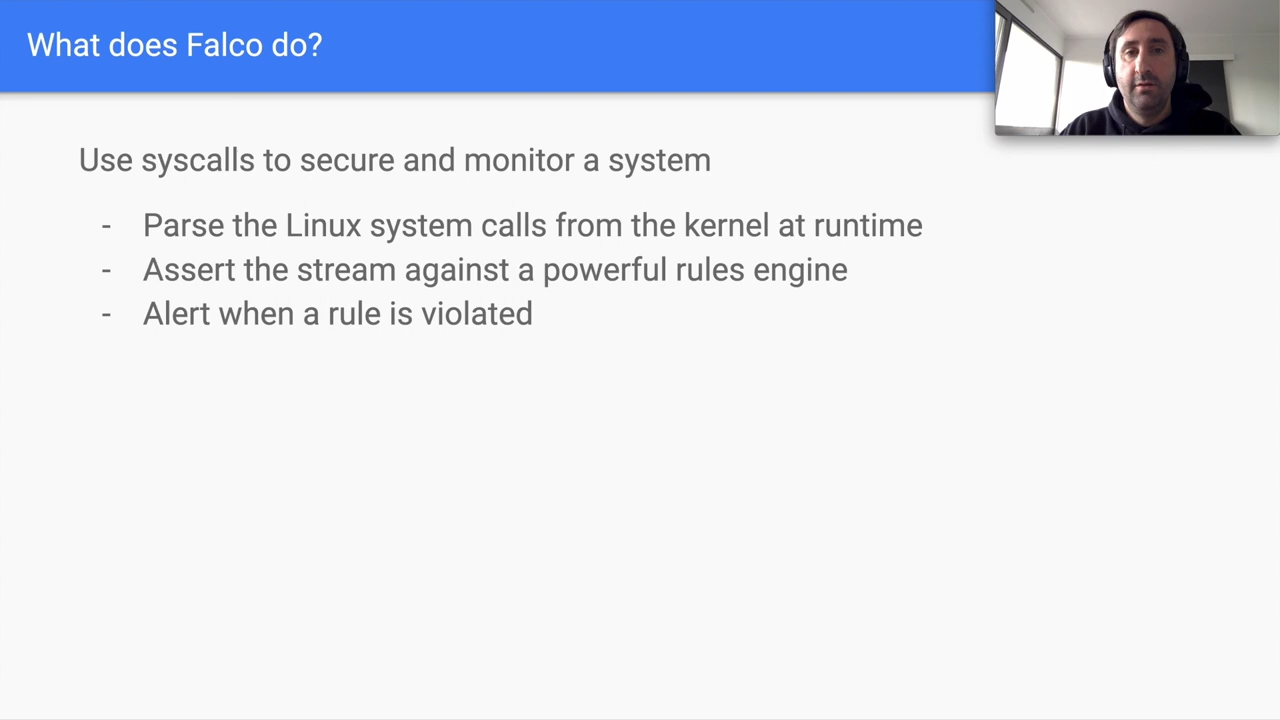 What does Falco do?
Use syscalls to secure and monitor a system
- Parse the Linux system calls from the kernel at runtime
- Assert the stream against a powerful rules engine
- Alert when a rule is violated